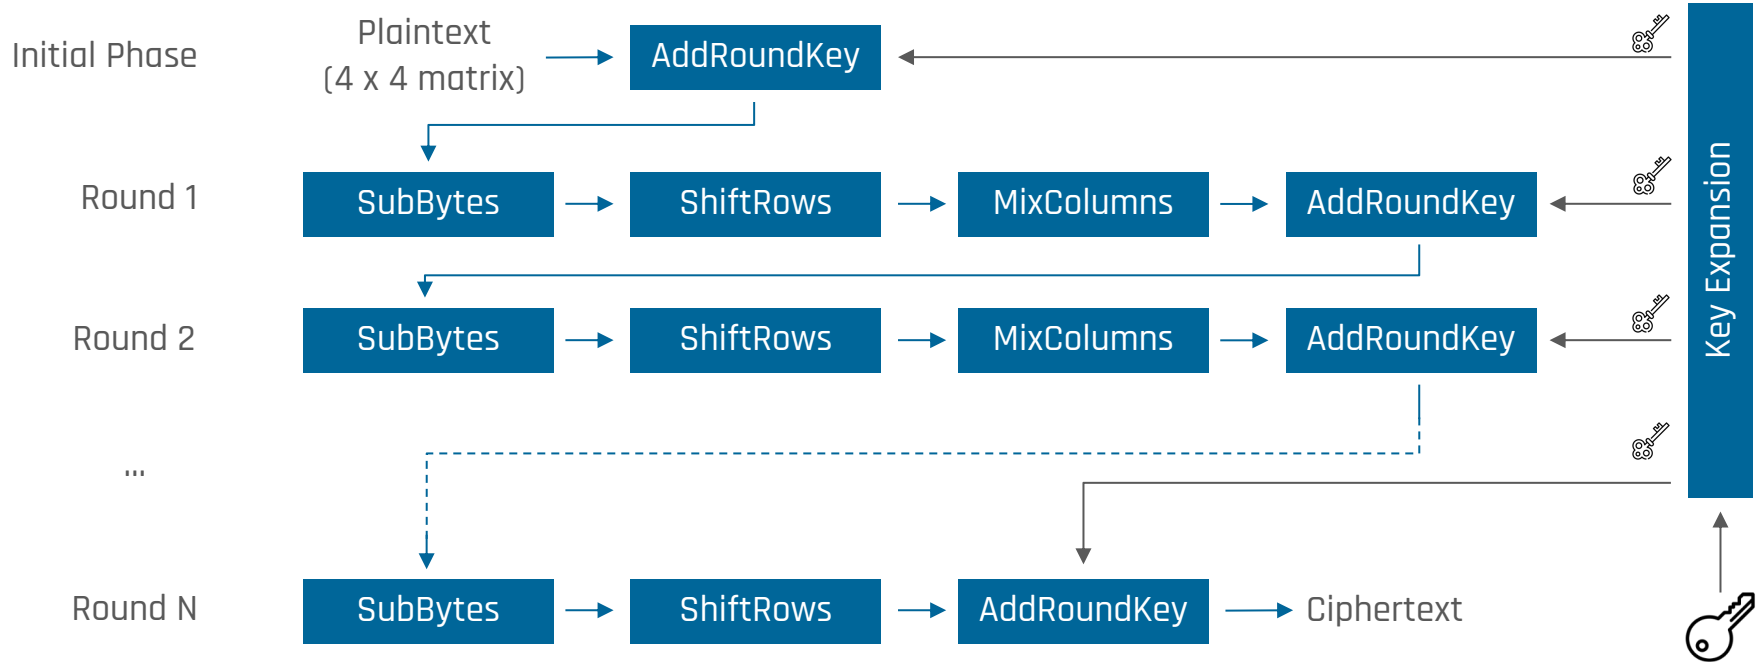 Initial Phase
Plaintext
(4 x 4 matrix)
AddRoundKey
Round 1
SubBytes
ShiftRows
MixColumns
AddRoundKey
Round 2
SubBytes
ShiftRows
MixColumns
AddRoundKey
...
Round N
SubBytes
ShiftRows
AddRoundKey
Ciphertext
Key Expansion